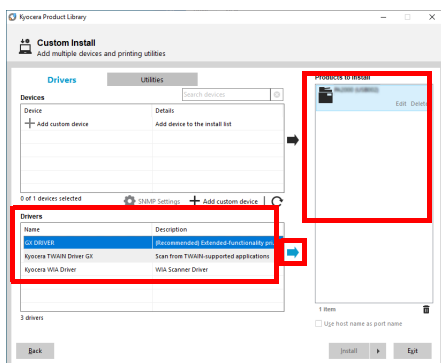 Kyocera Product Library
Custom Install
Add multiple devices and printing utilities
Drivers
Utilities
Products to Install
Devices
Search devices
Device
Details
Add custom device
Add device to the install list
Edit Delete
0 of 1 devices selected
SNMP Settings
Add custom device
Drivers
Name
Description
GX DRIVER
(Recommended) Extended-functionality pri...
Kyocera TWAIN Driver GX
Scan from TWAIN-supported applications
Kyocera WIA Driver
WIA Scanner Driver
3 drivers
1 item
Use host name as port name
Back
Install
Exit